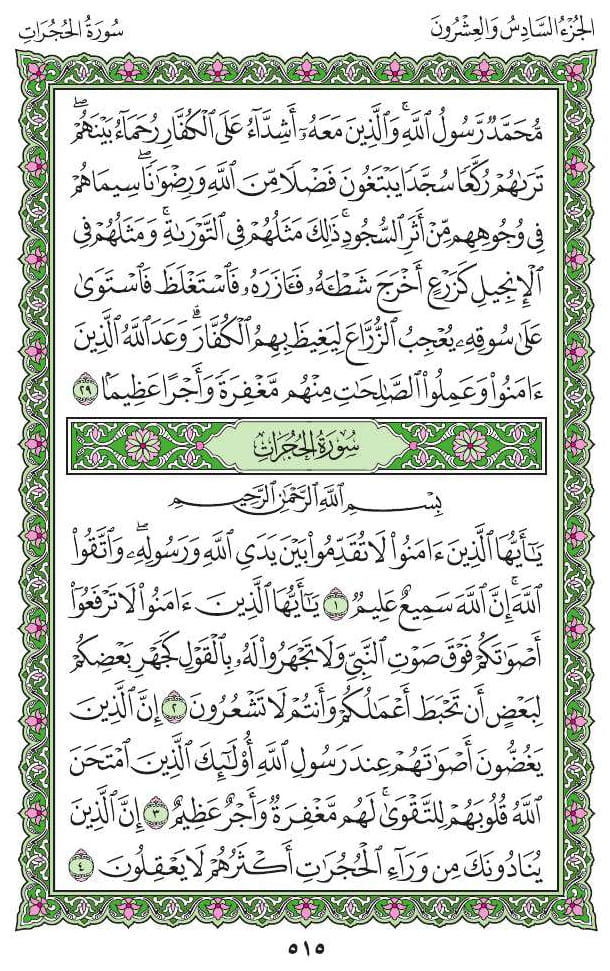 الجُزْءُ السَّادِسُ وَالعِشْرُونَ
سُورَةُ الحُجُرَاتِ
مُّحَمَّدٌ رَّسُولُ ٱللَّهِۚ وَٱلَّذِينَ مَعَهُۥٓ أَشِدَّآءُ عَلَى ٱلْكُفَّارِ رُحَمَآءُ بَيْنَهُمْۖ
تَرَىٰهُمْ رُكَّعًا سُجَّدًا يَبْتَغُونَ فَضْلًا مِّنَ ٱللَّهِ وَرِضْوَٰنًاۖ سِيمَاهُمْ
فِى وُجُوهِهِم مِّنْ أَثَرِ ٱلسُّجُودِۚ ذَٰلِكَ مَثَلُهُمْ فِى ٱلتَّوْرَىٰةِۚ وَمَثَلُهُمْ فِى
ٱلْإِنجِيلِ كَزَرْعٍ أَخْرَجَ شَطْـَٔهُۥ فَـَٔازَرَهُۥ فَٱسْتَغْلَظَ فَٱسْتَوَىٰ
عَلَىٰ سُوقِهِۦ يُعْجِبُ ٱلزُّرَّاعَ لِيَغِيظَ بِهِمُ ٱلْكُفَّارَۗ وَعَدَ ٱللَّهُ ٱلَّذِينَ
ءَامَنُوا۟ وَعَمِلُوا۟ ٱلصَّٰلِحَٰتِ مِنْهُم مَّغْفِرَةً وَأَجْرًا عَظِيمًۢا ٢٩
سُورَةُ الحُجُرَاتِ
بِسْمِ ٱللَّهِ ٱلرَّحْمَٰنِ ٱلرَّحِيمِ
يَٰٓأَيُّهَا ٱلَّذِينَ ءَامَنُوا۟ لَا تُقَدِّمُوا۟ بَيْنَ يَدَىِ ٱللَّهِ وَرَسُولِهِۦۖ وَٱتَّقُوا۟
ٱللَّهَۚ إِنَّ ٱللَّهَ سَمِيعٌ عَلِيمٌ ١ يَٰٓأَيُّهَا ٱلَّذِينَ ءَامَنُوا۟ لَا تَرْفَعُوٓا۟
أَصْوَٰتَكُمْ فَوْقَ صَوْتِ ٱلنَّبِىِّ وَلَا تَجْهَرُوا۟ لَهُۥ بِٱلْقَوْلِ كَجَهْرِ بَعْضِكُمْ
لِبَعْضٍ أَن تَحْبَطَ أَعْمَٰلُكُمْ وَأَنتُمْ لَا تَشْعُرُونَ ٢ إِنَّ ٱلَّذِينَ
يَغُضُّونَ أَصْوَٰتَهُمْ عِندَ رَسُولِ ٱللَّهِ أُو۟لَٰٓئِكَ ٱلَّذِينَ ٱمْتَحَنَ
ٱللَّهُ قُلُوبَهُمْ لِلتَّقْوَىٰۚ لَهُم مَّغْفِرَةٌ وَأَجْرٌ عَظِيمٌ ٣ إِنَّ ٱلَّذِينَ
يُنَادُونَكَ مِن وَرَآءِ ٱلْحُجُرَٰتِ أَكْثَرُهُمْ لَا يَعْقِلُونَ ٤
٥١٥